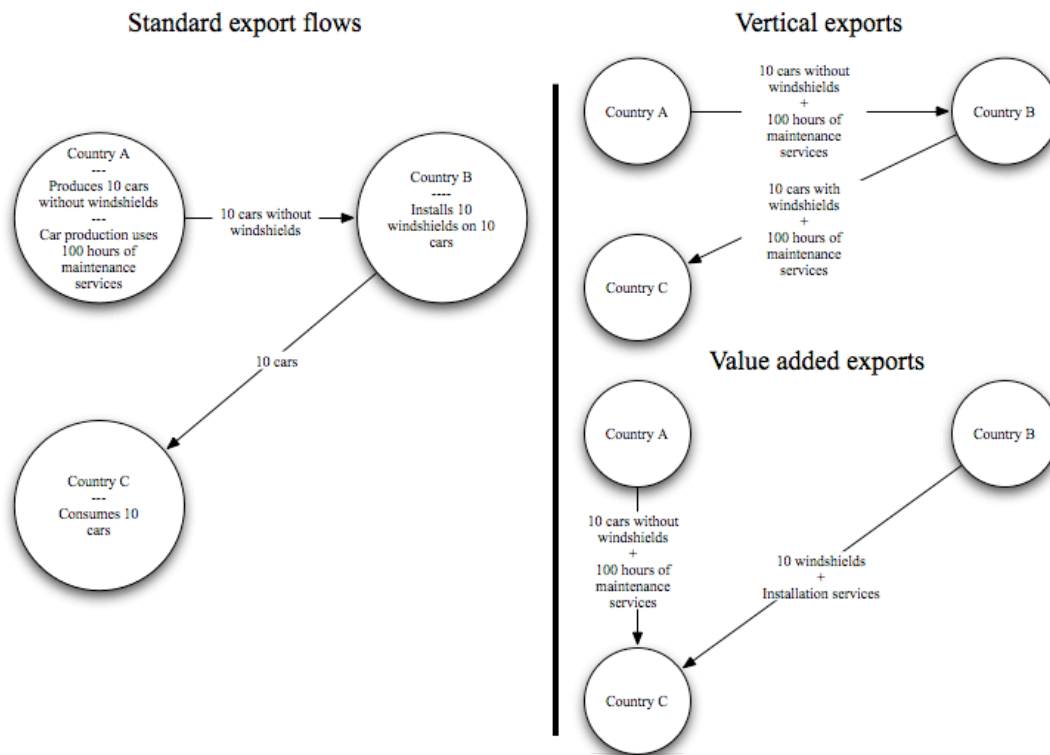 Standard export flows
Country A
---
Produces 10 cars
without windshields
---
Car production uses
100 hours of
maintenance
services
10 cars without
windshields
Country B
----
Installs 10
windshields on 10
cars
10 cars
Country C
---
Consumes 10
cars
Vertical exports
Country A
10 cars without
windshields
+
100 hours of
maintenance
services
Country B
10 cars with
windshields
+
100 hours of
maintenance
services
Country C
Value added exports
Country A
Country B
10 cars without
windshields
+
100 hours of
maintenance
services
10 windshields
+
Installation services
Country C